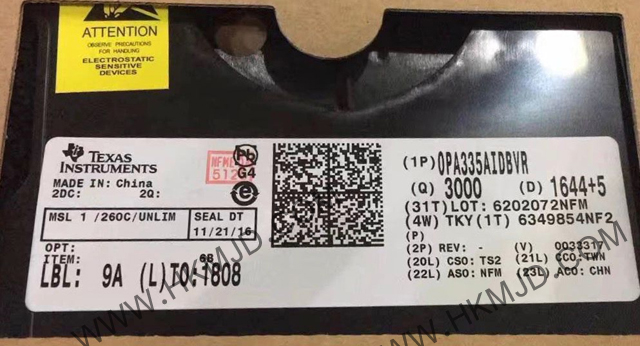 ATTENTION
OBSERVE PRECAUTIONS
FOR HANDLING
ELECTROSTATIC
SENSITIVE
DEVICES
TEXAS
INSTRUMENTS
MADE IN: China
2DC: 2Q:
Pb
G4
e
MSL 1 /260C/UNLIM
SEAL DT
11/21/16
OPT:
ITEM: 68
LBL: 9A (L)TO:1808
(1P) OPA335AIDBVR
(Q) 3000 (D) 1644+5
(31T)LOT: 6202072NFM
(4W) TKY(1T) 6349854NF2
(P)
(2P) REV: - (V) 0033317
(20L) CSO: TS2 (21L) CCO:TWN
(22L) ASO: NFM (23L) ACO: CHN
WWW.HKMJD.COM
WWW.HKMJD.COM